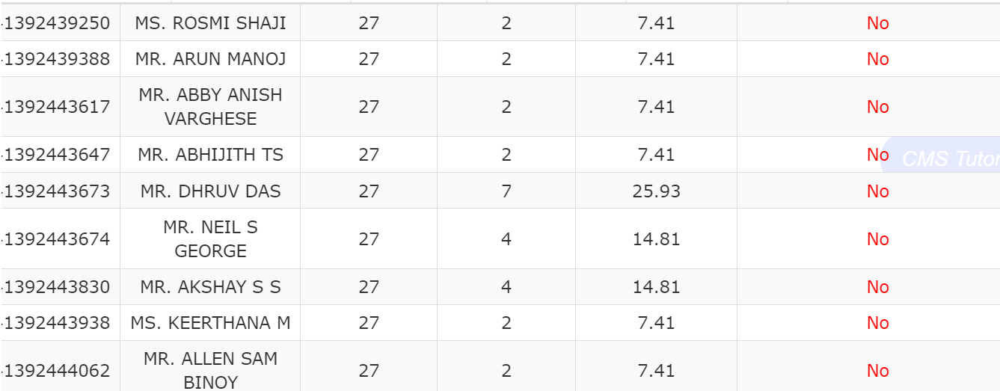 -1392439250 MS. ROSMI SHAJI 27 2 7.41 No
-1392439388 MR. ARUN MANOJ 27 2 7.41 No
-1392443617 MR. ABBY ANISH VARGHESE 27 2 7.41 No
-1392443647 MR. ABHIJITH TS 27 2 7.41 No CMS Tutor
-1392443673 MR. DHRUV DAS 27 7 25.93 No
-1392443674 MR. NEIL S GEORGE 27 4 14.81 No
-1392443830 MR. AKSHAY S S 27 4 14.81 No
-1392443938 MS. KEERTHANA M 27 2 7.41 No
-1392444062 MR. ALLEN SAM BINOY 27 2 7.41 No